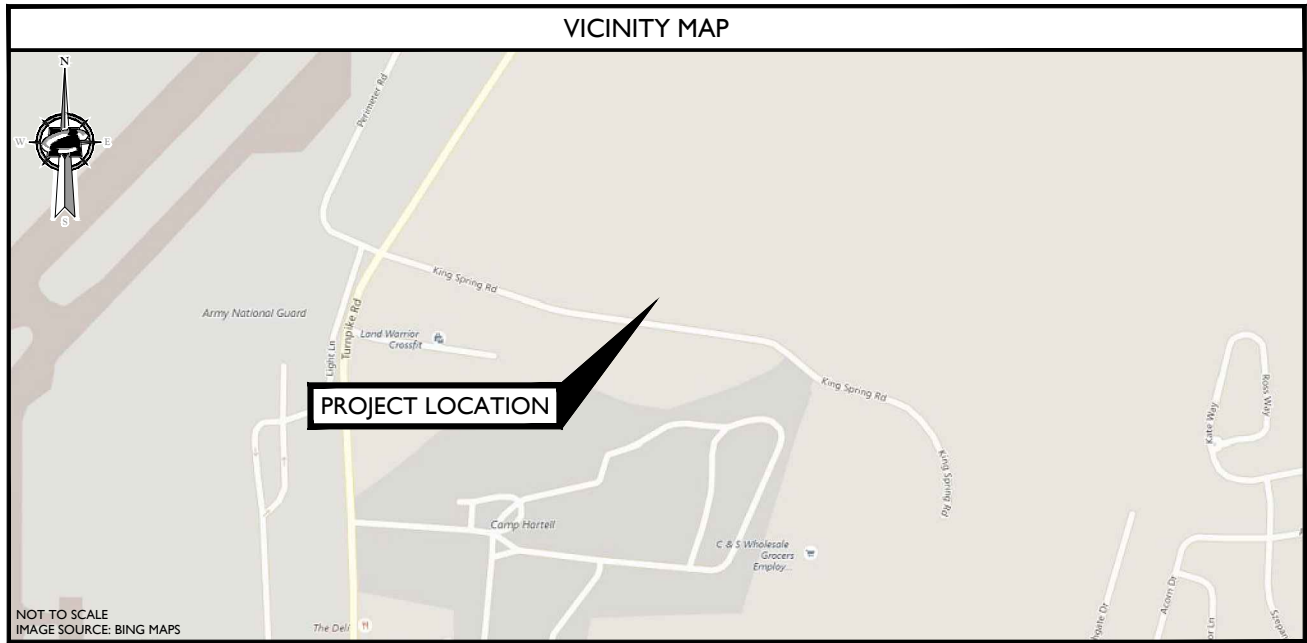 VICINITY MAP
N
W
E
S
Perimeter Rd
King Spring Rd
Army National Guard
Turnpike Rd
Land Warrior
Crossfit
Light Ln
PROJECT LOCATION
King Spring Rd
King Spring Rd
Kate Way
Ross Way
Camp Hartell
C & S Wholesale
Grocers
Employ...
Acorn Dr
NOT TO SCALE
IMAGE SOURCE: BING MAPS
The Deli